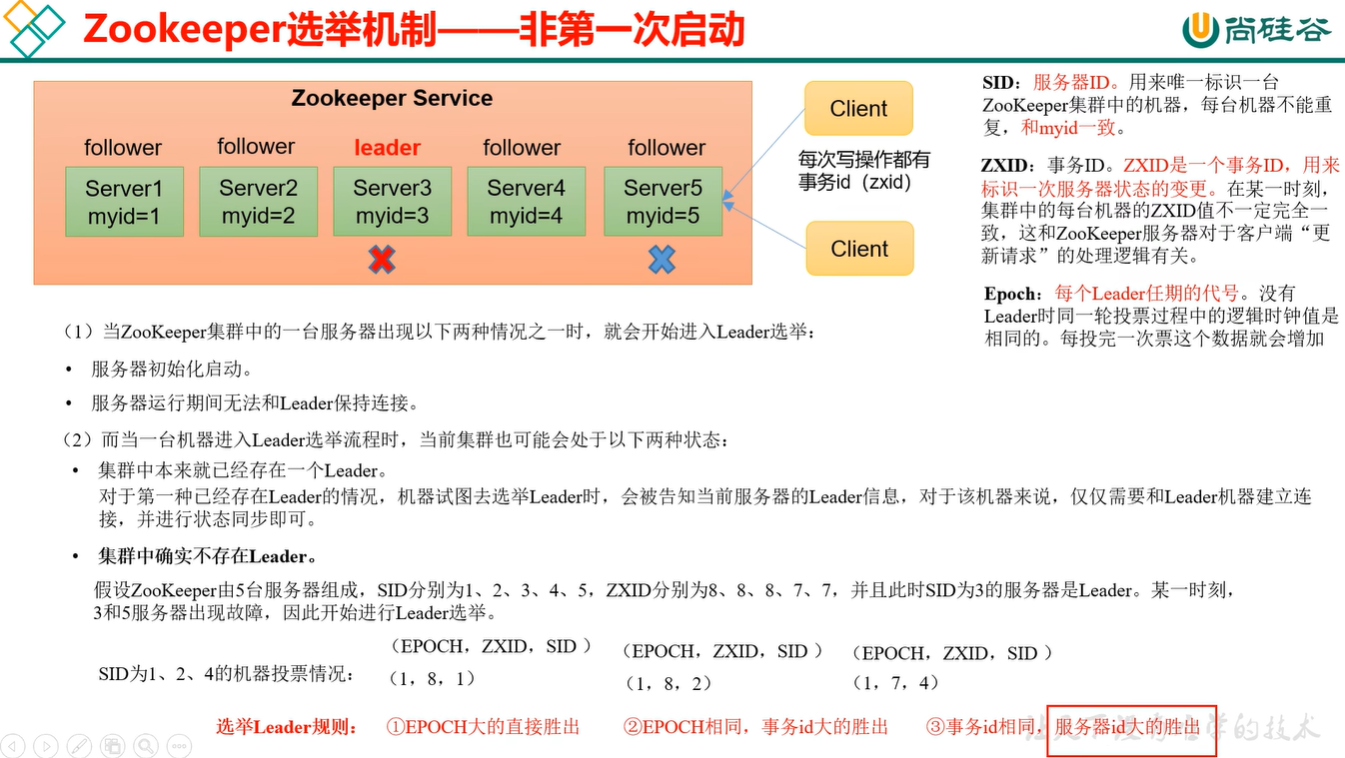 Zookeeper选举机制——非第一次启动
尚硅谷
Zookeeper Service
follower
follower
leader
follower
follower
Server1
myid=1
Server2
myid=2
Server3
myid=3
Server4
myid=4
Server5
myid=5
Client
每次写操作都有
事务id（zxid）
Client
SID：服务器ID。用来唯一标识一台
ZooKeeper集群中的机器，每台机器不能重
复，和myid一致。
ZXID：事务ID。ZXID是一个事务ID，用来
标识一次服务器状态的变更。在某一时刻，
集群中的每台机器的ZXID值不一定完全一
致，这和ZooKeeper服务器对于客户端“更
新请求”的处理逻辑有关。
Epoch：每个Leader任期的代号。没有
Leader时同一轮投票过程中的逻辑时钟值是
相同的。每投完一次票这个数据就会增加
（1）当ZooKeeper集群中的一台服务器出现以下两种情况之一时，就会开始进入Leader选举：
• 服务器初始化启动。
• 服务器运行期间无法和Leader保持连接。
（2）而当一台机器进入Leader选举流程时，当前集群也可能会处于以下两种状态：
• 集群中本来就已经存在一个Leader。
对于第一种已经存在Leader的情况，机器试图去选举Leader时，会被告知当前服务器的Leader信息，对于该机器来说，仅仅需要和Leader机器建立连
接，并进行状态同步即可。
• 集群中确实不存在Leader。
假设ZooKeeper由5台服务器组成，SID分别为1、2、3、4、5，ZXID分别为8、8、8、7、7，并且此时SID为3的服务器是Leader。某一时刻，
3和5服务器出现故障，因此开始进行Leader选举。
（EPOCH，ZXID，SID ）
（EPOCH，ZXID，SID ）
（EPOCH，ZXID，SID ）
SID为1、2、4的机器投票情况：
（1，8，1）
（1，8，2）
（1，7，4）
选举Leader规则： ①EPOCH大的直接胜出 ②EPOCH相同，事务id大的胜出 ③事务id相同，服务器id大的胜出
的技术